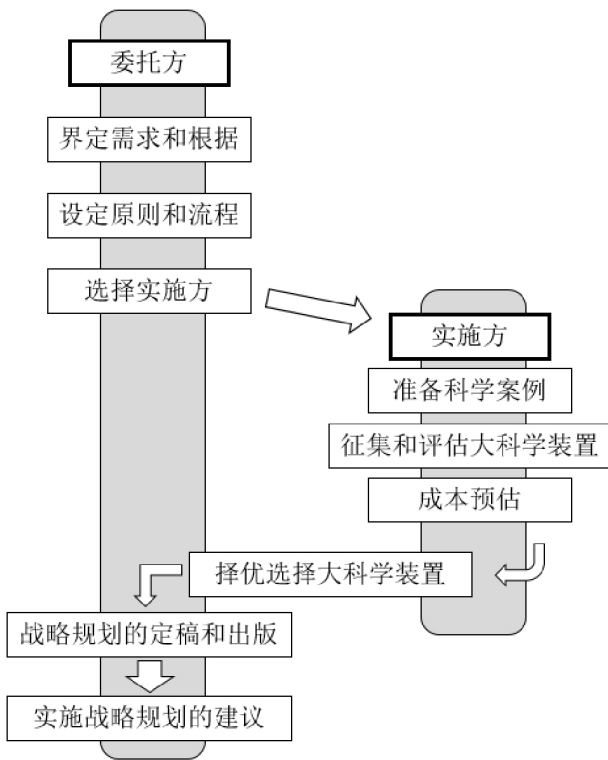 委托方
界定需求和根据
设定原则和流程
选择实施方
实施方
准备科学案例
征集和评估大科学装置
成本预估
择优选择大科学装置
战略规划的定稿和出版
实施战略规划的建议